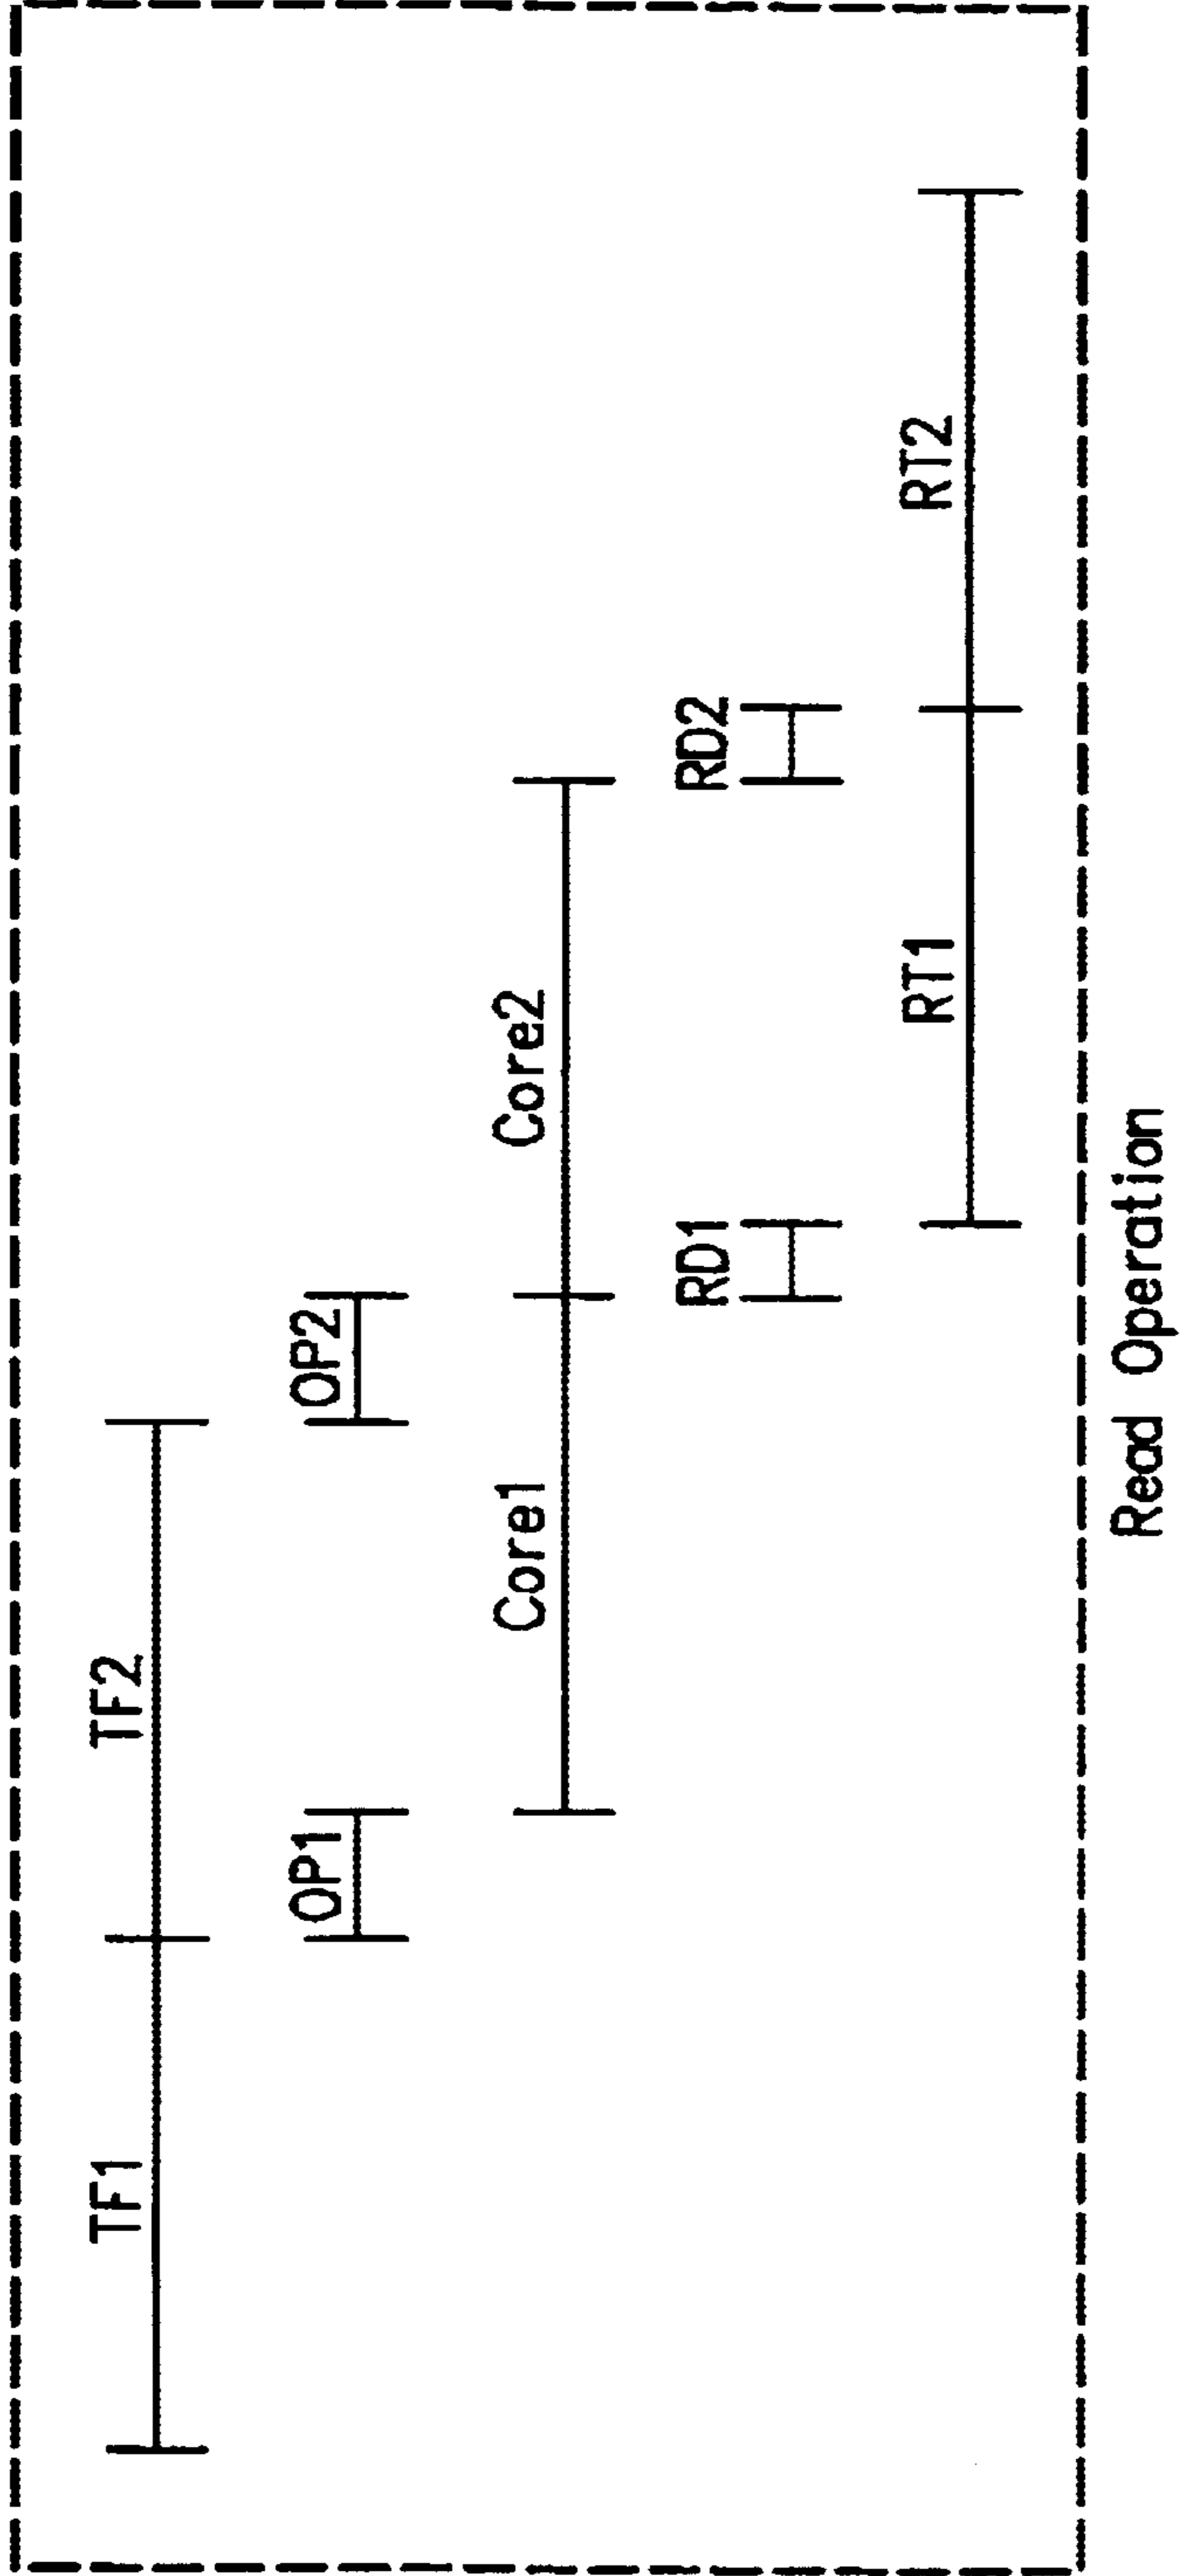 TF1 TF2
OP1 OP2
Core1 Core2
RD1 RD2
RT1 RT2
Read Operation